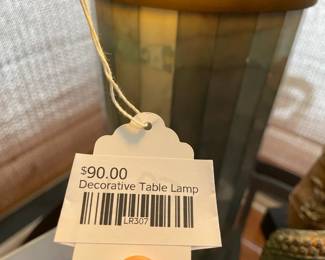 $90.00
Decorative Table Lamp
LR307